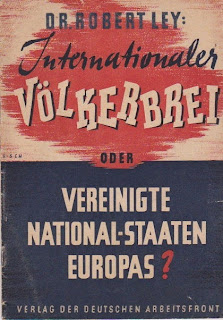 DR. ROBERT LEY:
Internationaler
VÖLKERBREI
ODER
VEREINIGTE
NATIONAL-STAATEN
EUROPAS?
VERLAG DER DEUTSCHEN ARBEITSFRONT